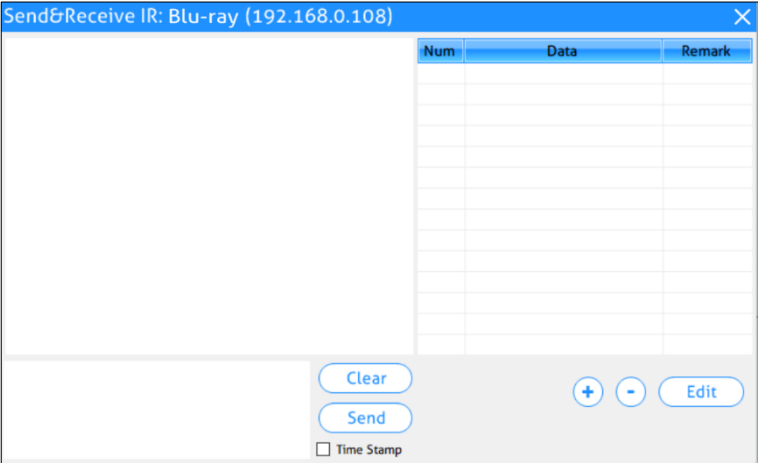 Send&Receive IR: Blu-ray (192.168.0.108)
Num Data Remark
Clear
+ - Edit
Send
Time Stamp